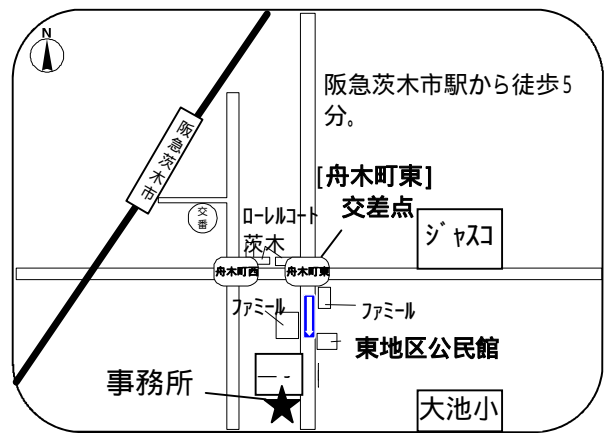 N
阪急茨木市駅から徒歩5
分。
阪急茨木市
[舟木町東]
交差点
交番
ローレルコート
茨木
ジャスコ
舟木町西
舟木町東
ファミール
ファミール
東地区公民館
事務所
大池小